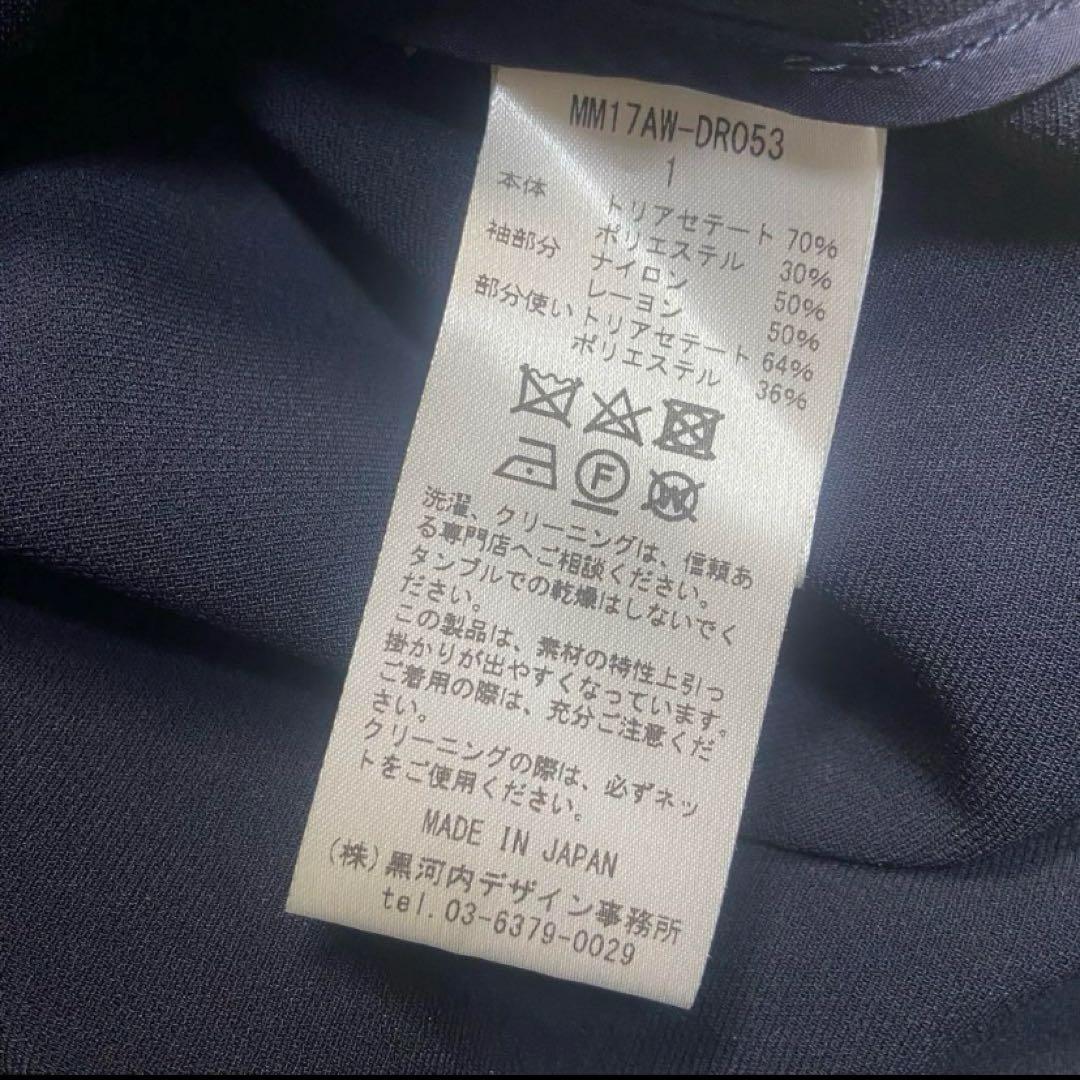 MM17AW-DR053
1
本体 トリアセテート 70%
ポリエステル 30%
袖部分 ナイロン 50%
レーヨン 50%
部分使い トリアセテート 64%
ポリエステル 36%
F
W
洗濯、クリーニングは、信頼あ
る専門店へご相談ください。
タンブルでの乾燥はしないでく
ださい。
この製品は、素材の特性上引っ
掛かりが出やすくなっています。
ご着用の際は、充分ご注意くだ
さい。
クリーニングの際は、必ずネッ
トをご使用ください。
MADE IN JAPAN
(株)黒河内デザイン事務所
tel.03-6379-0029